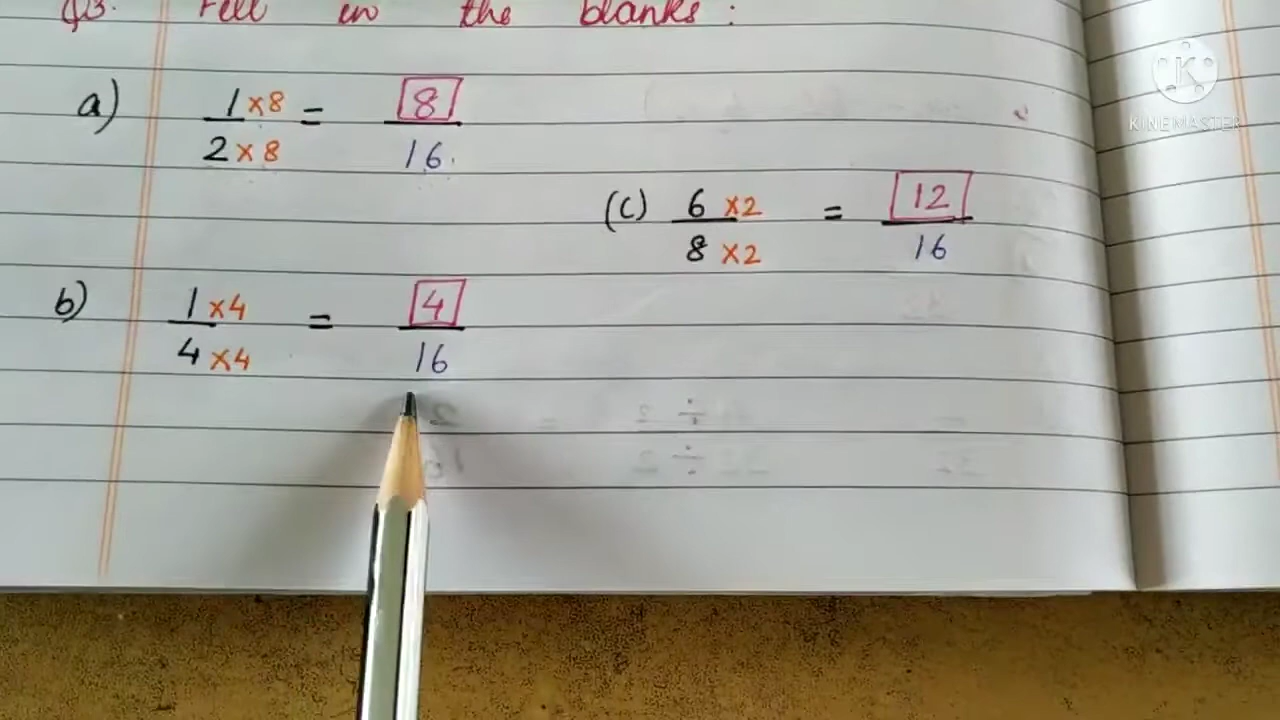 Q3. Fill in the blanks :
a) 1 ×8 = 8
2 × 8 16.
(C) 6 ×2 = 12
8 ×2 16
b) 1 ×4 = 4
4 ×4 16
KINEMASTER